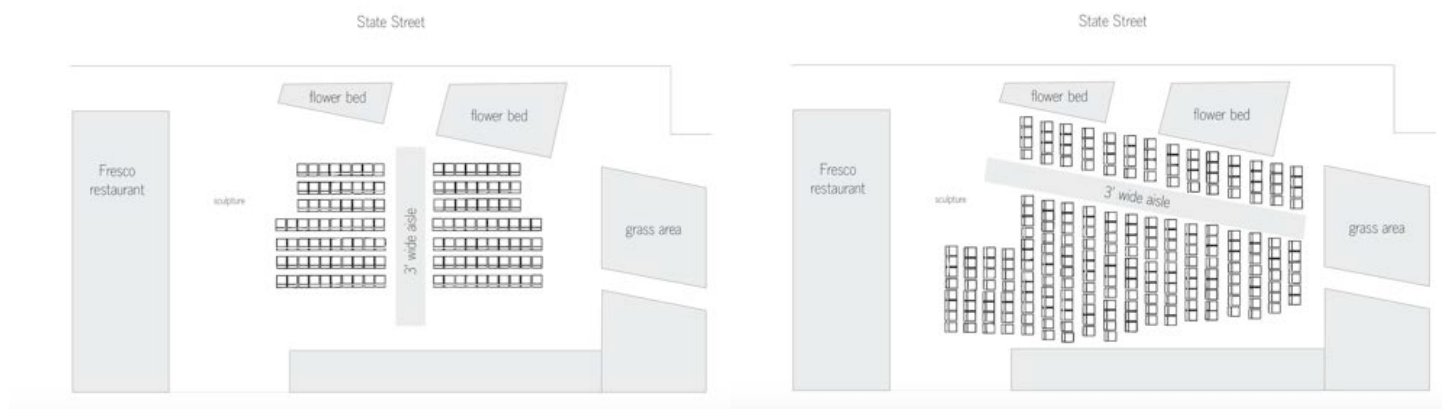 State Street
flower bed
flower bed
Fresco
restaurant
sculpture
3' wide aisle
grass area
State Street
flower bed
flower bed
Fresco
restaurant
sculpture
3' wide aisle
grass area